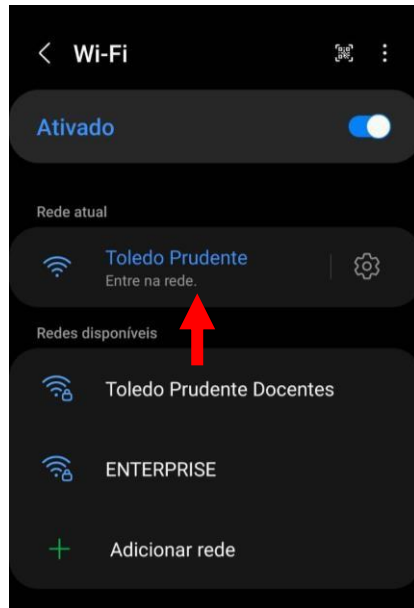 Wi-Fi
Ativado
Rede atual
Toledo Prudente
Entre na rede.
Redes disponíveis
Toledo Prudente Docentes
ENTERPRISE
Adicionar rede